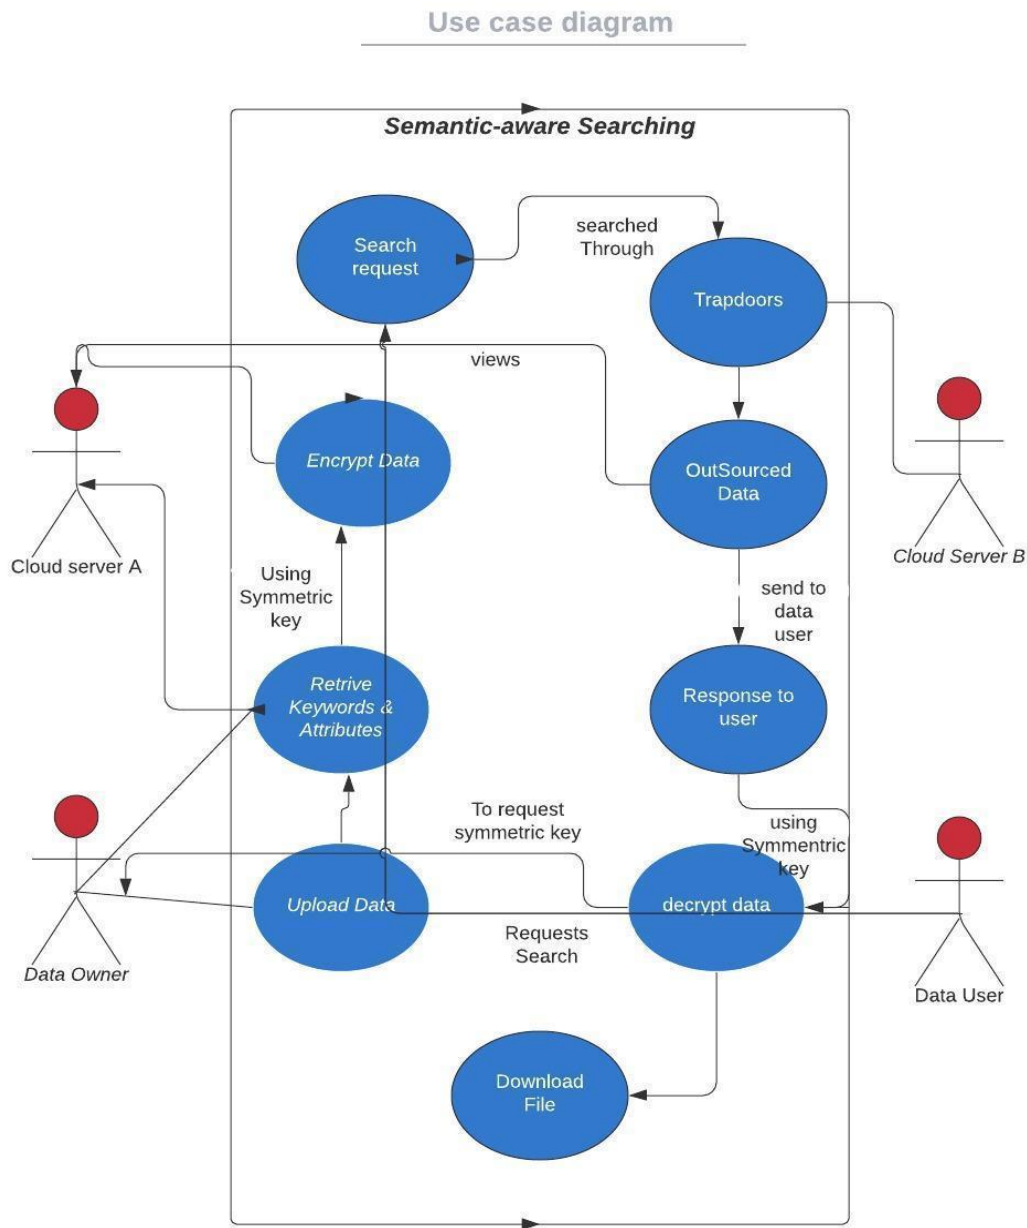 Use case diagram
Semantic-aware Searching
Search
request
searched
Through
Trapdoors
views
Encrypt Data
OutSourced
Data
Cloud server A
Cloud Server B
Using
Symmetric
key
send to
data
user
Retrive
Keywords &
Attributes
Response to
user
To request
symmetric key
using
Symmentric
key
Upload Data
decrypt data
Requests
Search
Data Owner
Data User
Download
File